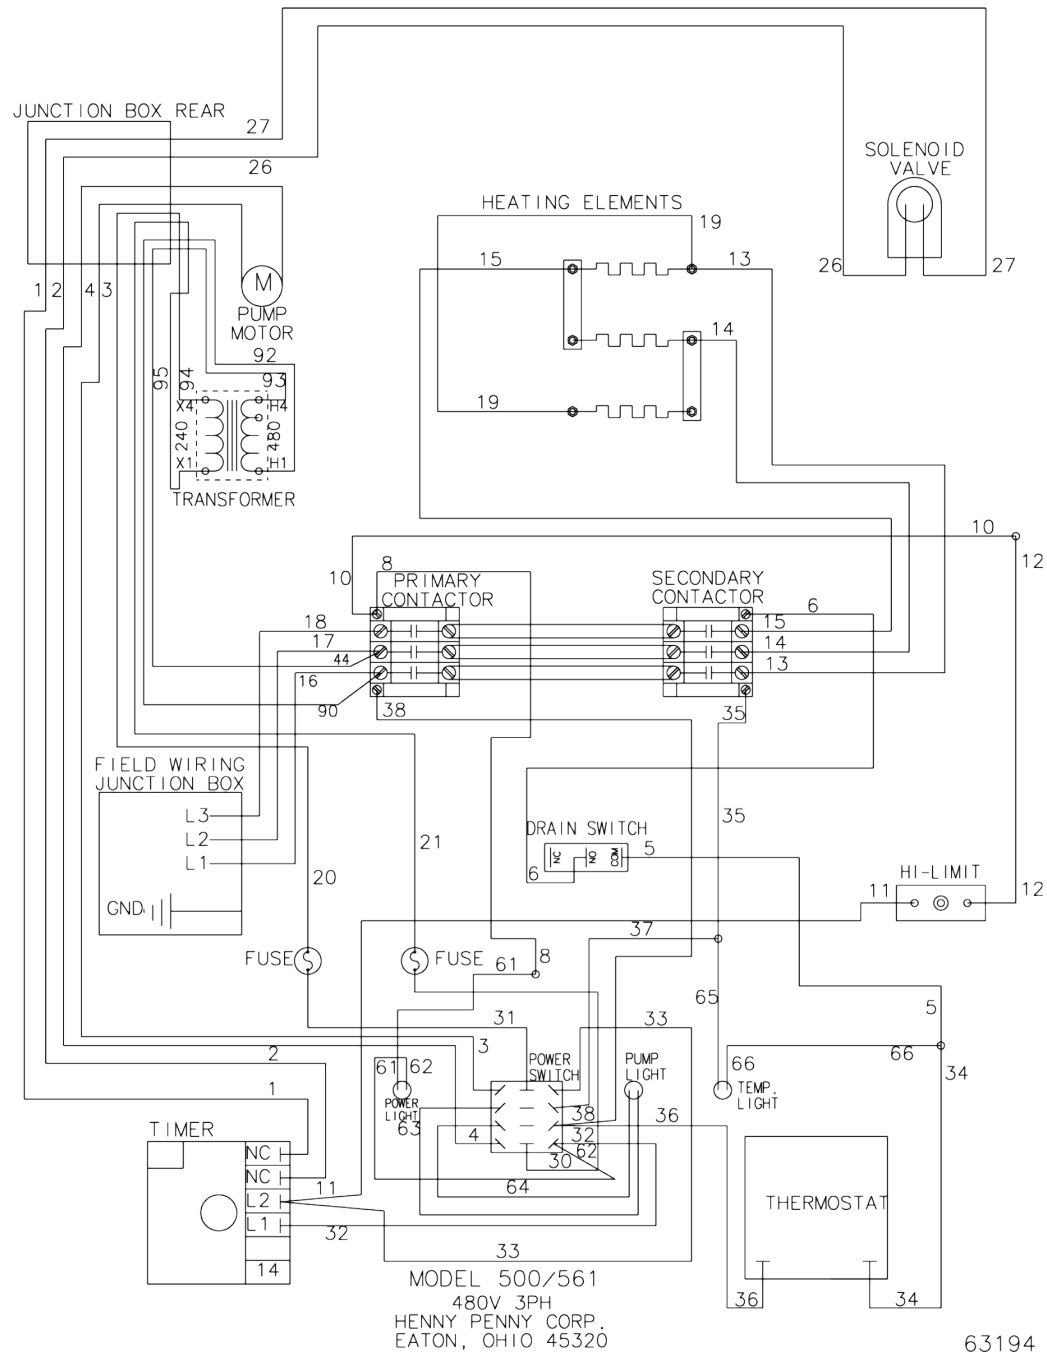 JUNCTION BOX REAR
27
26
SOLENOID
VALVE
HEATING ELEMENTS
19
15
13
26
27
1
2
4
3
M
PUMP
MOTOR
14
92
93
95
94
X4
H4
240
480
X1
H1
19
TRANSFORMER
10
12
8
10
PRIMARY
CONTACTOR
SECONDARY
CONTACTOR
6
18
15
17
14
44
13
16
90
38
35
FIELD WIRING
JUNCTION BOX
L3
L2
L1
GND
DRAIN SWITCH
NC
NO
COM
5
6
35
21
20
HI-LIMIT
11
12
37
FUSE
FUSE
61
8
65
5
31
33
2
3
POWER
SWITCH
PUMP
LIGHT
66
66
61
62
34
1
POWER
LIGHT
TEMP.
LIGHT
63
38
36
4
32
62
30
TIMER
NC
NC
L2
L1
14
11
32
64
33
THERMOSTAT
36
34
MODEL 500/561
480V 3PH
HENNY PENNY CORP.
EATON, OHIO 45320
63194